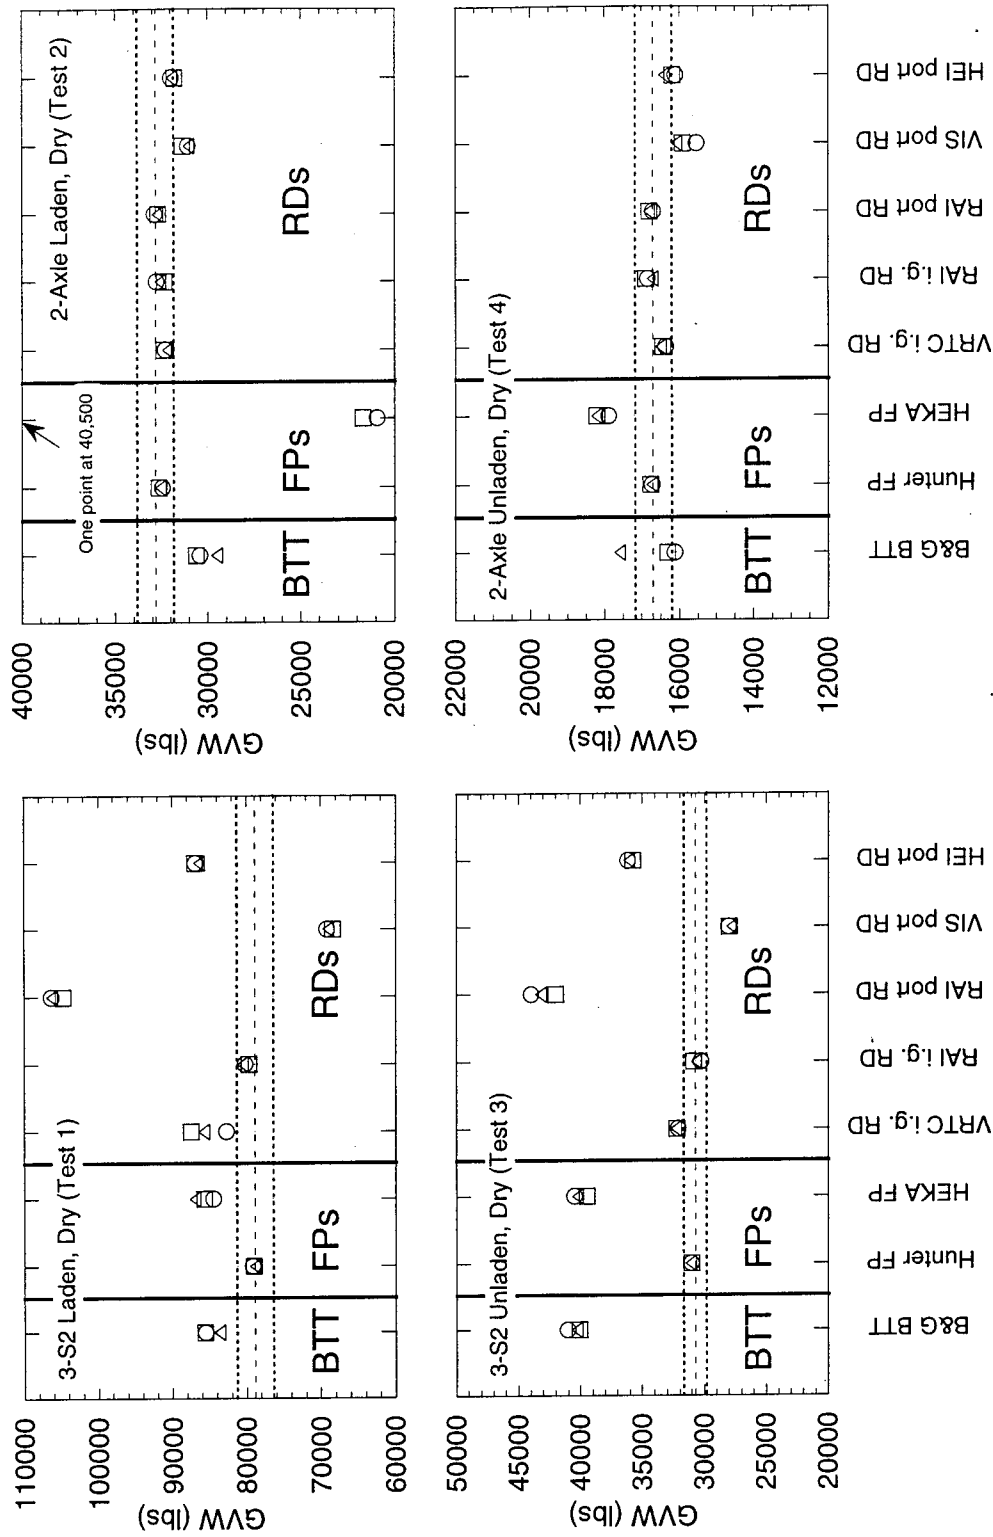 3-S2 Laden, Dry (Test 1)
GVW (lbs)
110000
100000
90000
80000
70000
60000
BTT
FPs
RDs
2-Axle Laden, Dry (Test 2)
GVW (lbs)
40000
35000
30000
25000
20000
One point at 40,500
BTT
FPs
RDs
3-S2 Unladen, Dry (Test 3)
GVW (lbs)
50000
45000
40000
35000
30000
25000
20000
BTT
FPs
RDs
B&G BTT
Hunter FP
HEKA FP
VRTC i.g. RD
RAI i.g. RD
RAI port RD
VIS port RD
HEI port RD
2-Axle Unladen, Dry (Test 4)
GVW (lbs)
22000
20000
18000
16000
14000
12000
BTT
FPs
RDs
B&G BTT
Hunter FP
HEKA FP
VRTC i.g. RD
RAI i.g. RD
RAI port RD
VIS port RD
HEI port RD